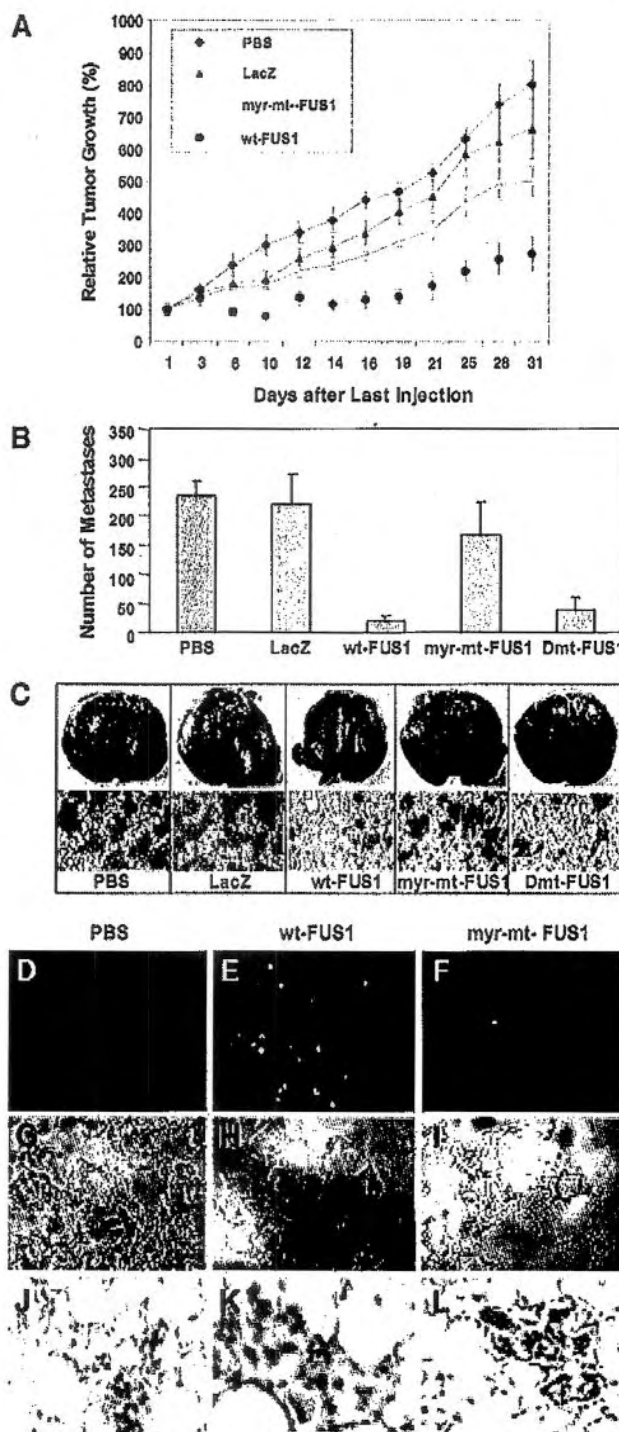 A
Relative Tumor Growth (%)
1000
900
800
700
600
500
400
300
200
100
0
PBS
LacZ
myr-mt--FUS1
wt-FUS1
1 3 6 10 12 14 16 19 21 25 28 31
Days after Last Injection
B
Number of Metastases
350
300
250
200
150
100
50
0
PBS LacZ wt-FUS1 myr-mt-FUS1 Dmt-FUS1
C
PBS LacZ wt-FUS1 myr-mt-FUS1 Dmt-FUS1
PBS wt-FUS1 myr-mt- FUS1
D E F
G H I
J K L